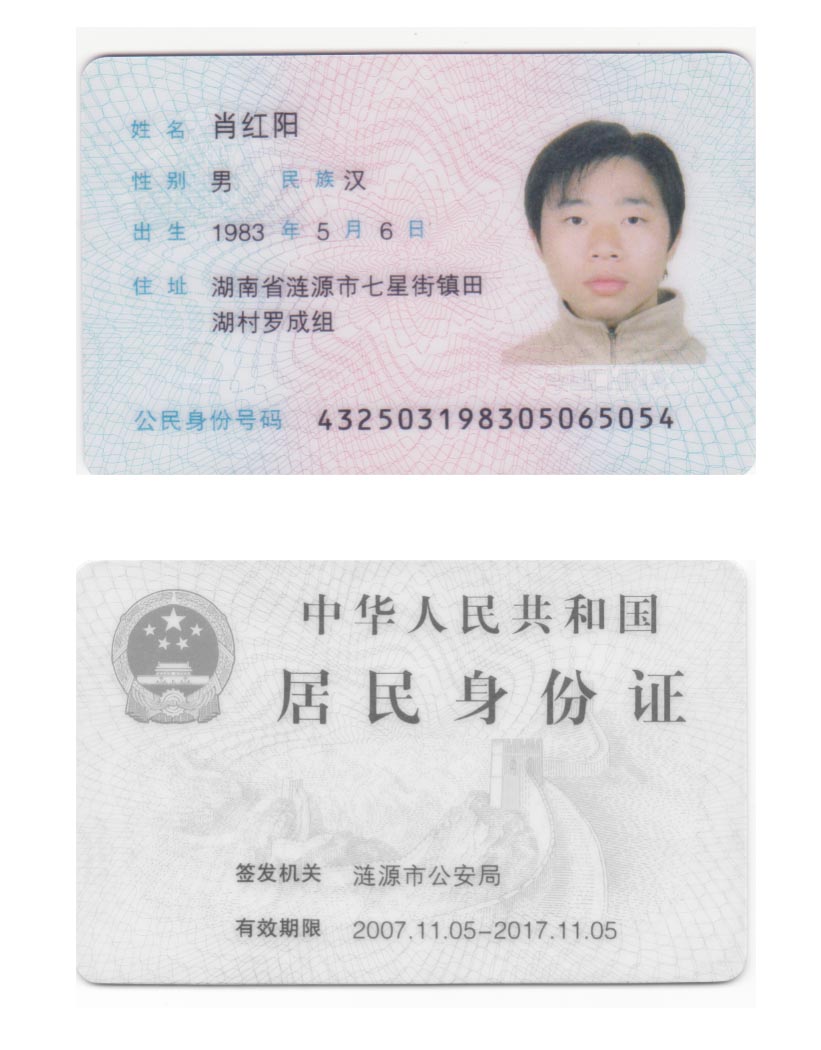 姓名 肖红阳
性别 男 民族 汉
出生 1983 年 5 月 6 日
住址 湖南省涟源市七星街镇田
湖村罗成组
公民身份号码 432503198305065054
中华人民共和国
居民身份证
签发机关 涟源市公安局
有效期限 2007.11.05-2017.11.05